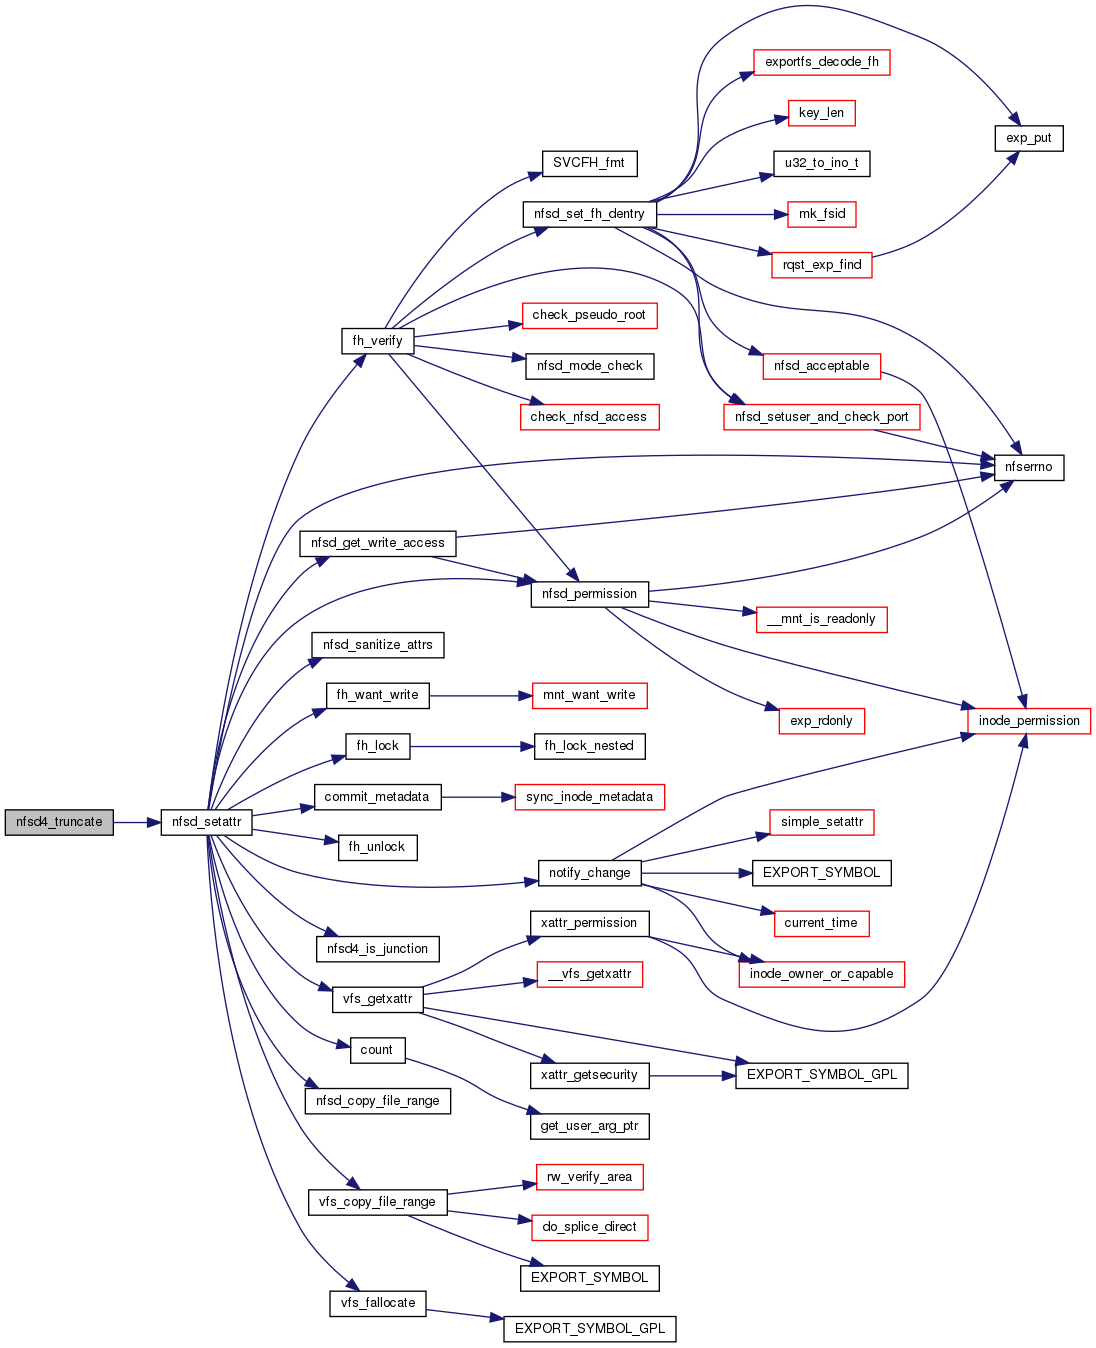 exportfs_decode_fh
key_len
exp_put
SVCFH_fmt
u32_to_ino_t
nfsd_set_fh_dentry
mk_fsid
rqst_exp_find
check_pseudo_root
fh_verify
nfsd_mode_check
nfsd_acceptable
check_nfsd_access
nfsd_setuser_and_check_port
nfserrno
nfsd_get_write_access
nfsd_permission
__mnt_is_readonly
nfsd_sanitize_attrs
fh_want_write
mnt_want_write
exp_rdonly
inode_permission
fh_lock
fh_lock_nested
commit_metadata
sync_inode_metadata
nfsd4_truncate
nfsd_setattr
simple_setattr
fh_unlock
notify_change
EXPORT_SYMBOL
xattr_permission
current_time
nfsd4_is_junction
__vfs_getxattr
inode_owner_or_capable
vfs_getxattr
count
xattr_getsecurity
EXPORT_SYMBOL_GPL
nfsd_copy_file_range
get_user_arg_ptr
rw_verify_area
vfs_copy_file_range
do_splice_direct
EXPORT_SYMBOL
vfs_fallocate
EXPORT_SYMBOL_GPL